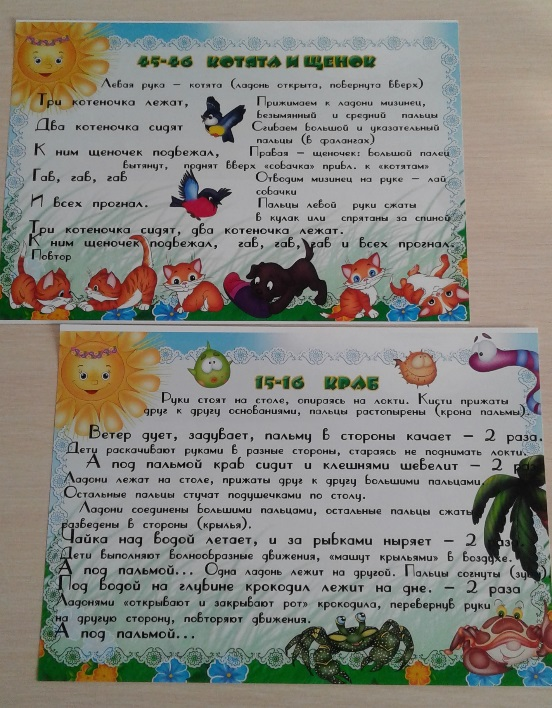 45-46 КОТЯТА И ЩЕНОК
Левая рука – котята (ладонь открыта, повернута вверх)
Три котеночка лежат, Прижимаем к ладони мизинец,
безымянный и средний пальцы
Два котеночка сидят Сгибаем большой и указательный
пальцы (в фалангах)
К ним щеночек подбежал, Правая – щеночек: большой палец
вытянут, поднят вверх «собачка» прибл. к «котятам»
Гав, гав, гав Отводим мизинец на руке – лай
собачки
И всех прогнал. Пальцы левой руки сжаты
в кулак или спрятаны за спиной
Три котеночка сидят, два котеночка лежат.
К ним щеночек подбежал, гав, гав, гав и всех прогнал.
Повтор
15-16 КРАБ
Руки стоят на столе, опираясь на локти. Кисти прижаты
друг к другу основаниями, пальцы растопырены (крона пальмы).
Ветер дует, задувает, пальму в стороны качает – 2 раза.
Дети раскачивают руками в разные стороны, стараясь не поднимать локти.
А под пальмой краб сидит и клешнями шевелит – 2 раза
Ладони лежат на столе, прижаты друг к другу большими пальцами.
Остальные пальцы стучат подушечками по столу.
Ладони соединены большими пальцами, остальные пальцы сжаты
разведены в стороны (крылья).
Чайка над водой летает, и за рыбками ныряет – 2 раза.
Дети выполняют волнообразные движения, «машут крыльями» в воздухе.
А под пальмой... Одна ладонь лежит на другой. Пальцы согнуты
Под водой на глубине крокодил лежит на дне. – 2 раза
Ладонями «открывают и закрывают рот» крокодила, перевернув руки
на другую сторону, повторяют движения.
А под пальмой...